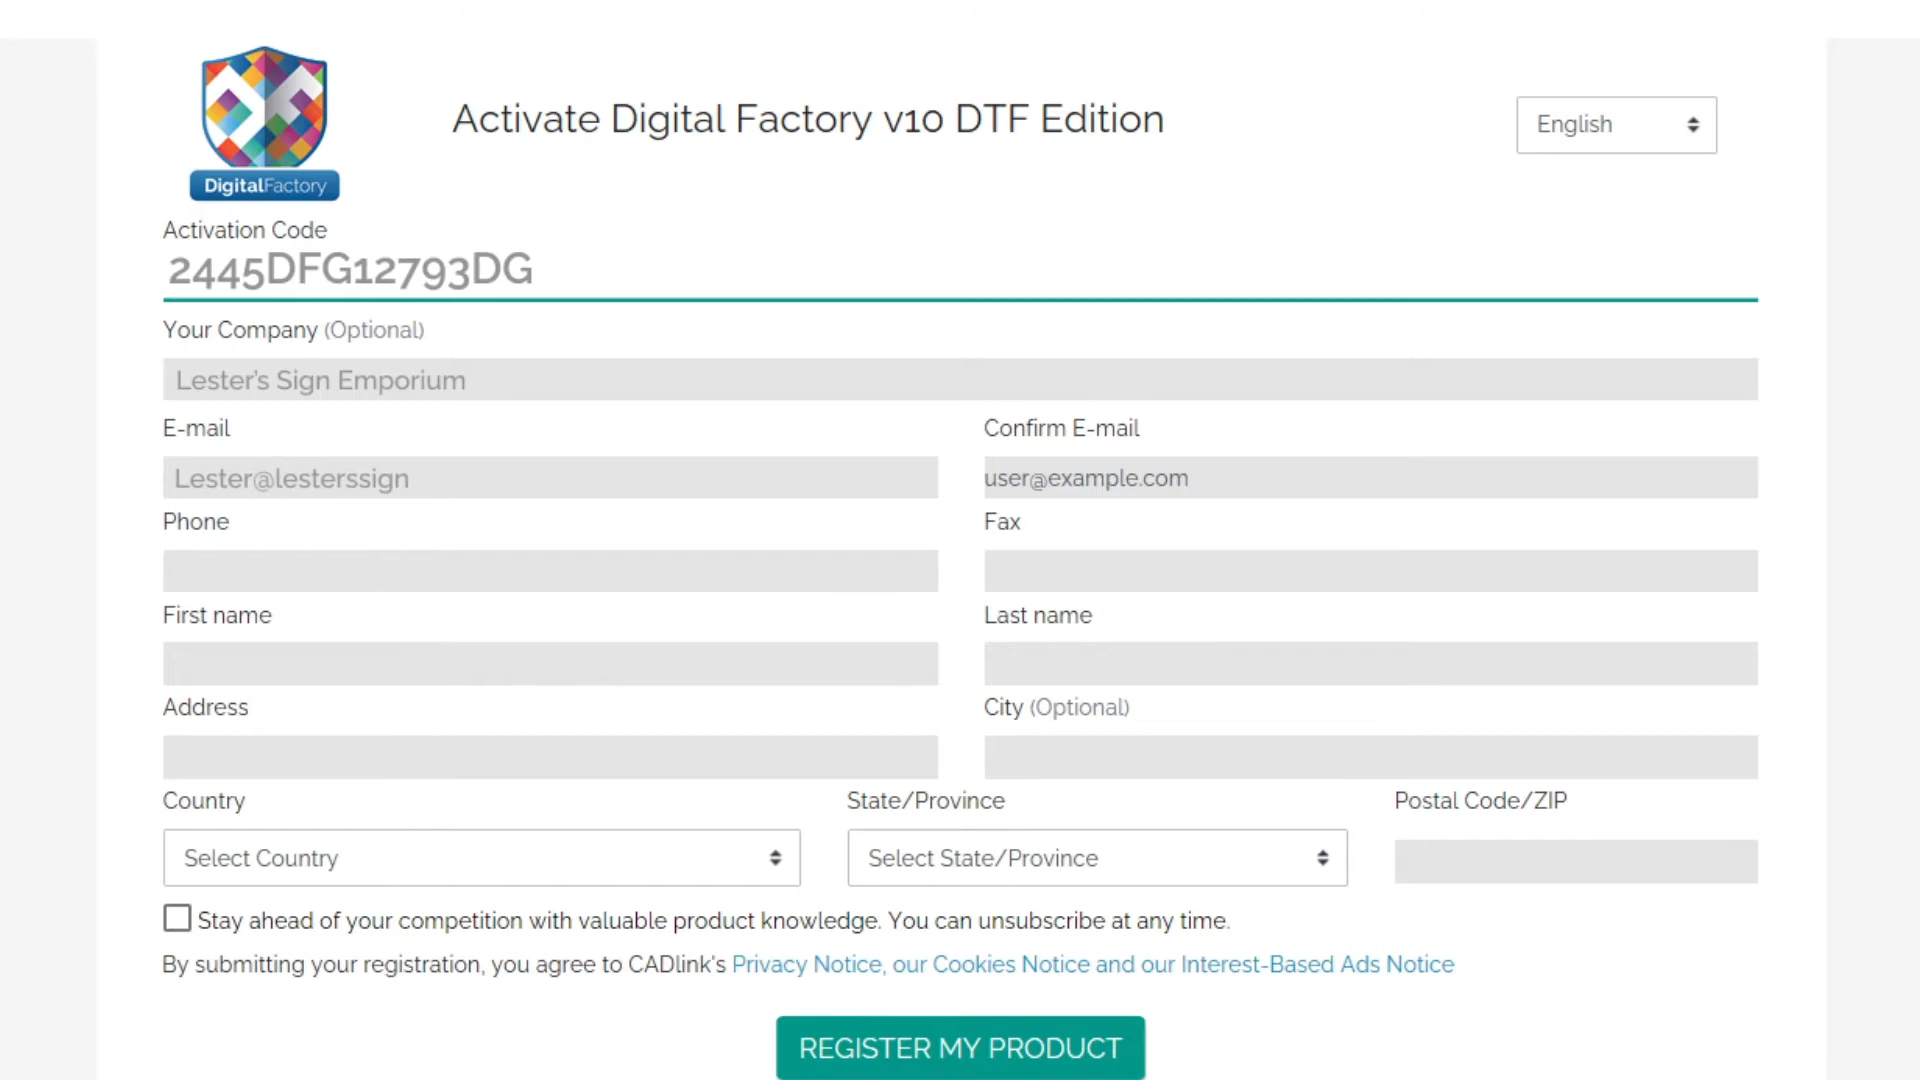 DigitalFactory
Activate Digital Factory v10 DTF Edition
English
Activation Code
2445DFG12793DG
Your Company (Optional)
Lester's Sign Emporium
E-mail
Confirm E-mail
Lester@lesterssign
user@example.com
Phone
Fax
First name
Last name
Address
City (Optional)
Country
State/Province
Postal Code/ZIP
Select Country
Select State/Province
Stay ahead of your competition with valuable product knowledge. You can unsubscribe at any time.
By submitting your registration, you agree to CADlink's Privacy Notice, our Cookies Notice and our Interest-Based Ads Notice
REGISTER MY PRODUCT